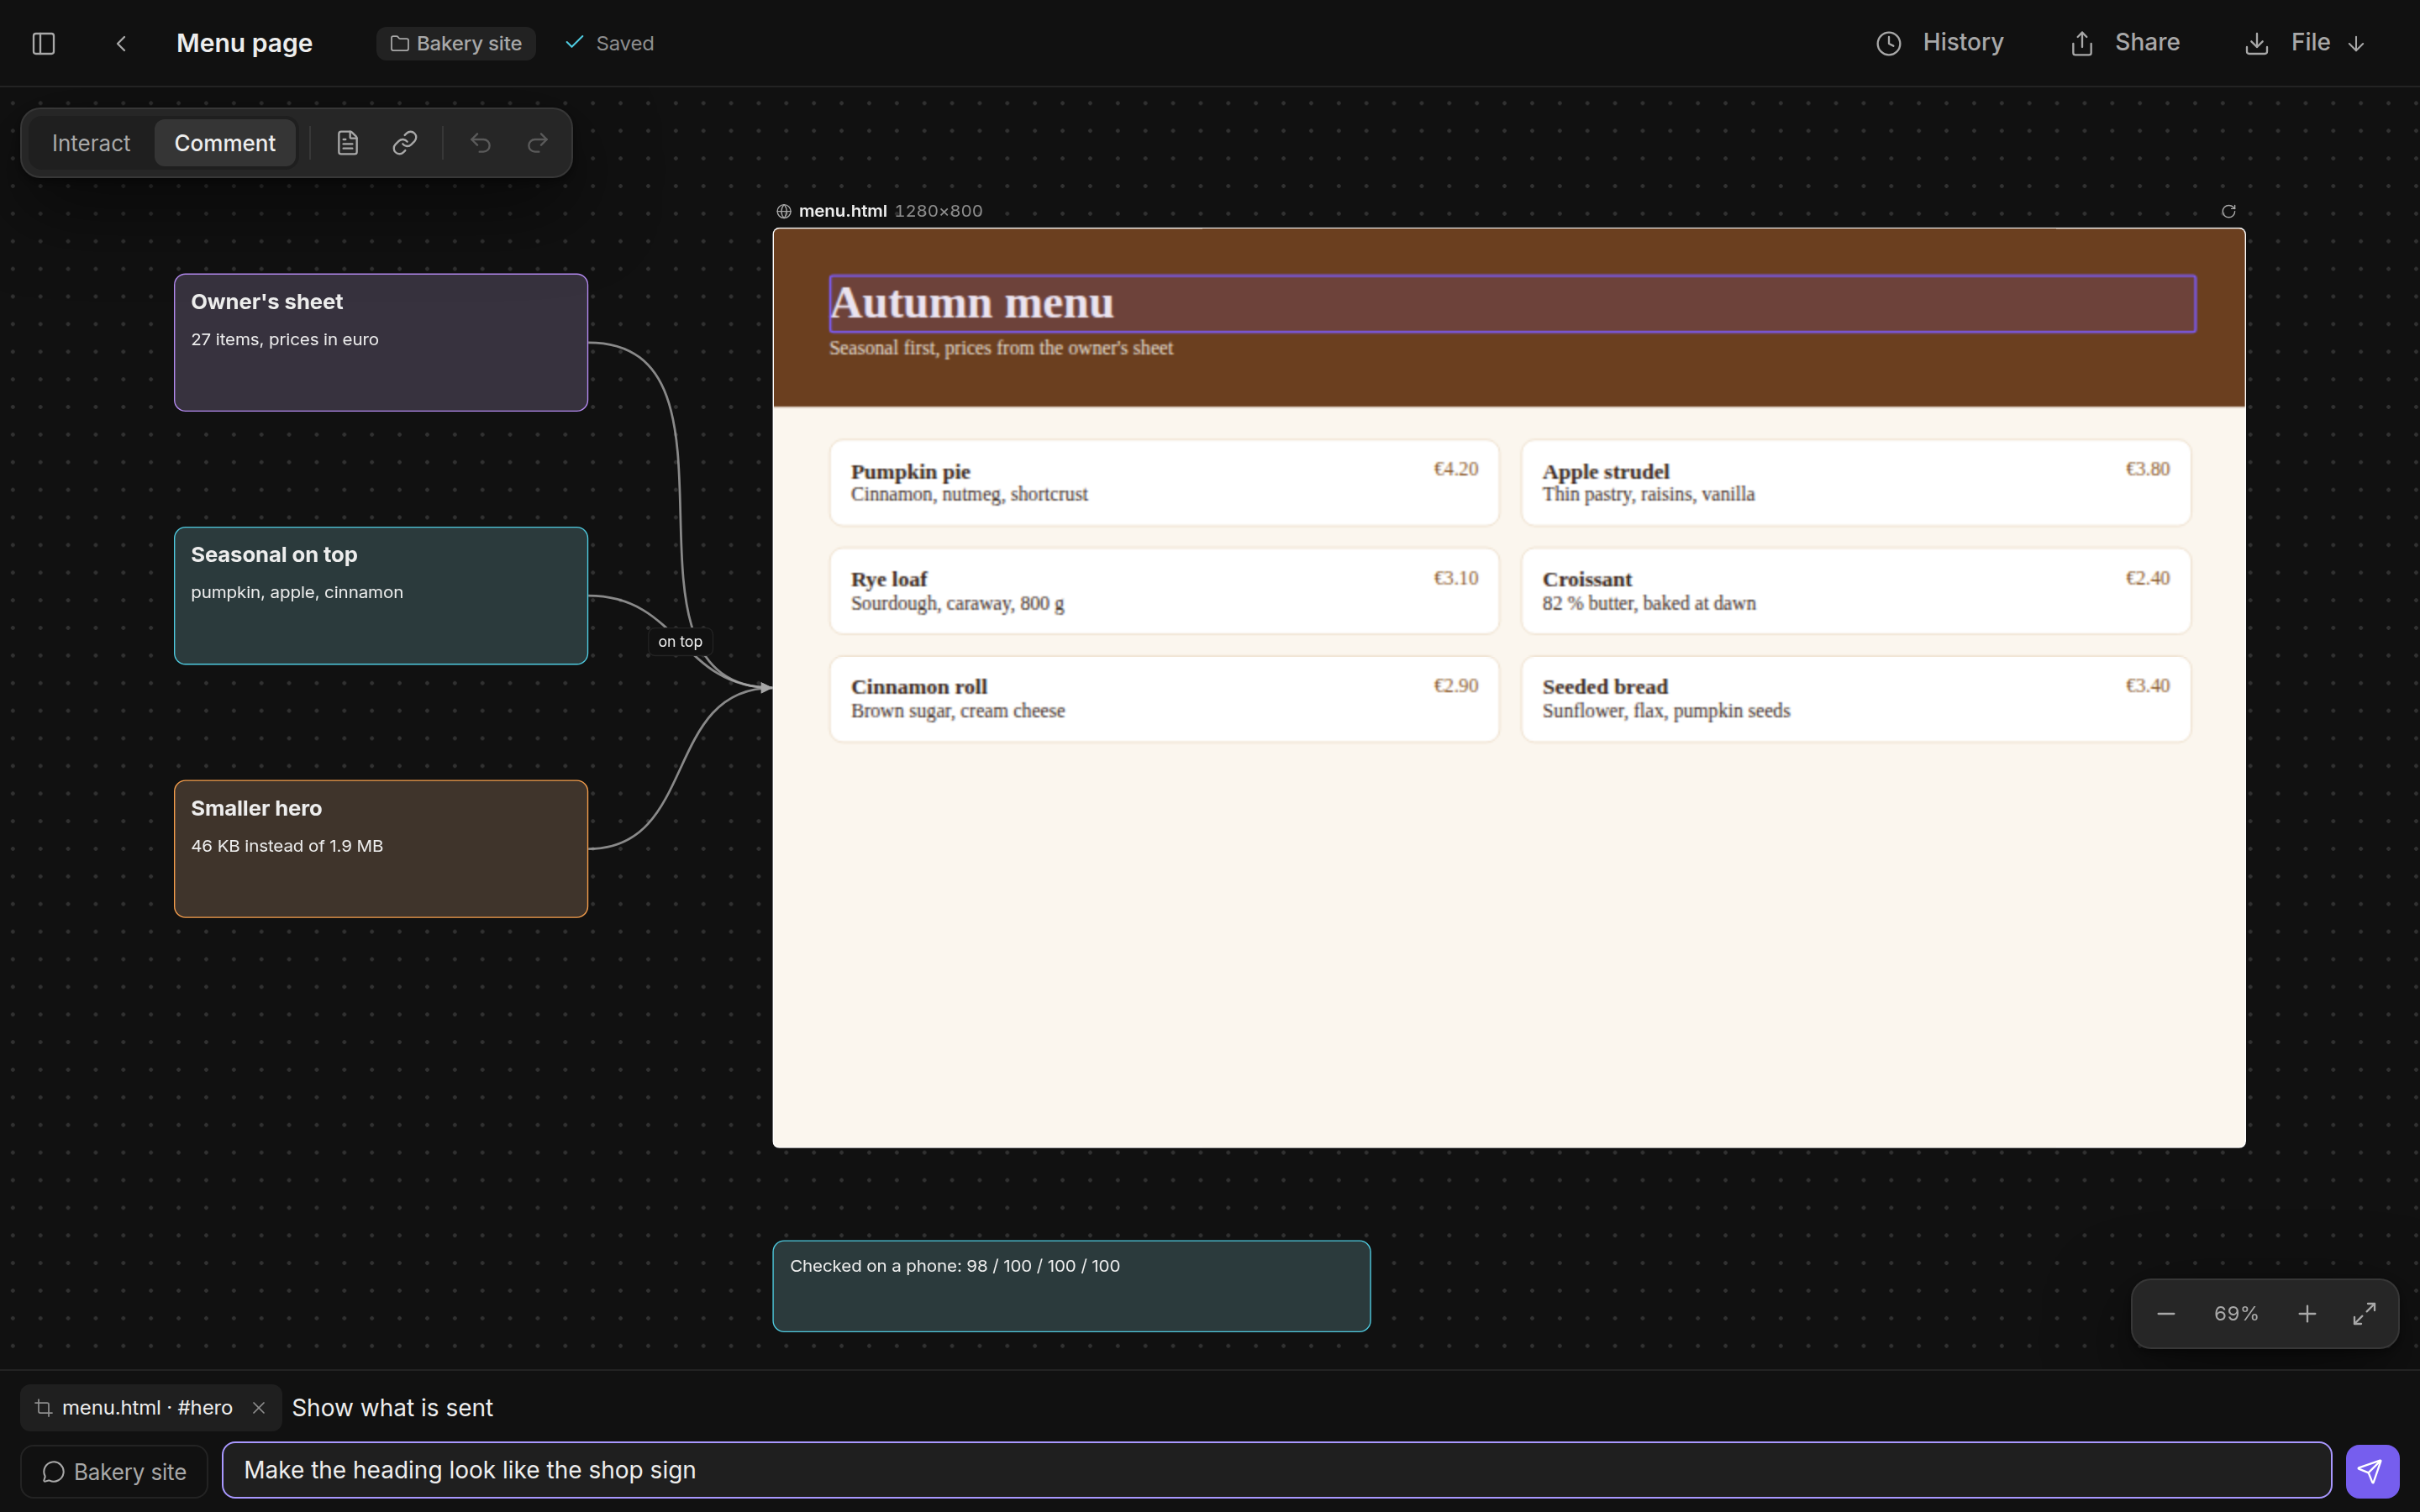 Menu page
Bakery site
Saved
History
Share
File
Interact
Comment
menu.html 1280×800
Owner's sheet
27 items, prices in euro
Seasonal on top
pumpkin, apple, cinnamon
on top
Smaller hero
46 KB instead of 1.9 MB
Autumn menu
Seasonal first, prices from the owner's sheet
Pumpkin pie €4.20
Cinnamon, nutmeg, shortcrust
Apple strudel €3.80
Thin pastry, raisins, vanilla
Rye loaf €3.10
Sourdough, caraway, 800 g
Croissant €2.40
82 % butter, baked at dawn
Cinnamon roll €2.90
Brown sugar, cream cheese
Seeded bread €3.40
Sunflower, flax, pumpkin seeds
Checked on a phone: 98 / 100 / 100 / 100
69%
menu.html · #hero
Show what is sent
Bakery site
Make the heading look like the shop sign